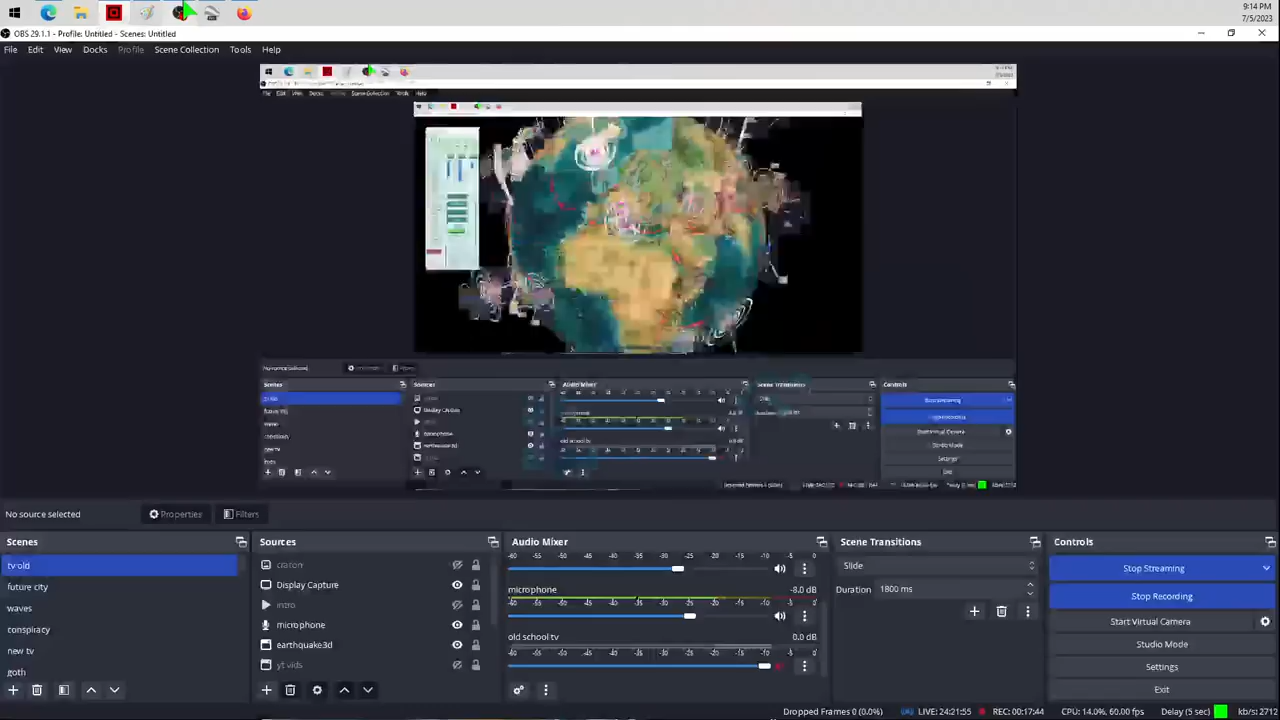 9:14 PM
7/5/2023
OBS 29.1.1 - Profile: Untitled - Scenes: Untitled
File Edit View Docks Profile Scene Collection Tools Help
No source selected Properties Filters
Scenes Sources Audio Mixer Scene Transitions Controls
tv old
future city
waves
conspiracy
new tv
goth
craton
Display Capture
intro
microphone
earthquake3d
yt vids
-60 -55 -50 -45 -40 -35 -30 -25 -20 -15 -10 -5 0
microphone -8.0 dB
-60 -55 -50 -45 -40 -35 -30 -25 -20 -15 -10 -5 0
old school tv 0.0 dB
-60 -55 -50 -45 -40 -35 -30 -25 -20 -15 -10 -5 0
Slide
Duration 1800 ms
Stop Streaming
Stop Recording
Start Virtual Camera
Studio Mode
Settings
Exit
Dropped Frames 0 (0.0%) LIVE: 24:21:55 REC: 00:17:44 CPU: 14.0%, 60.00 fps Delay (5 sec) kb/s: 2712